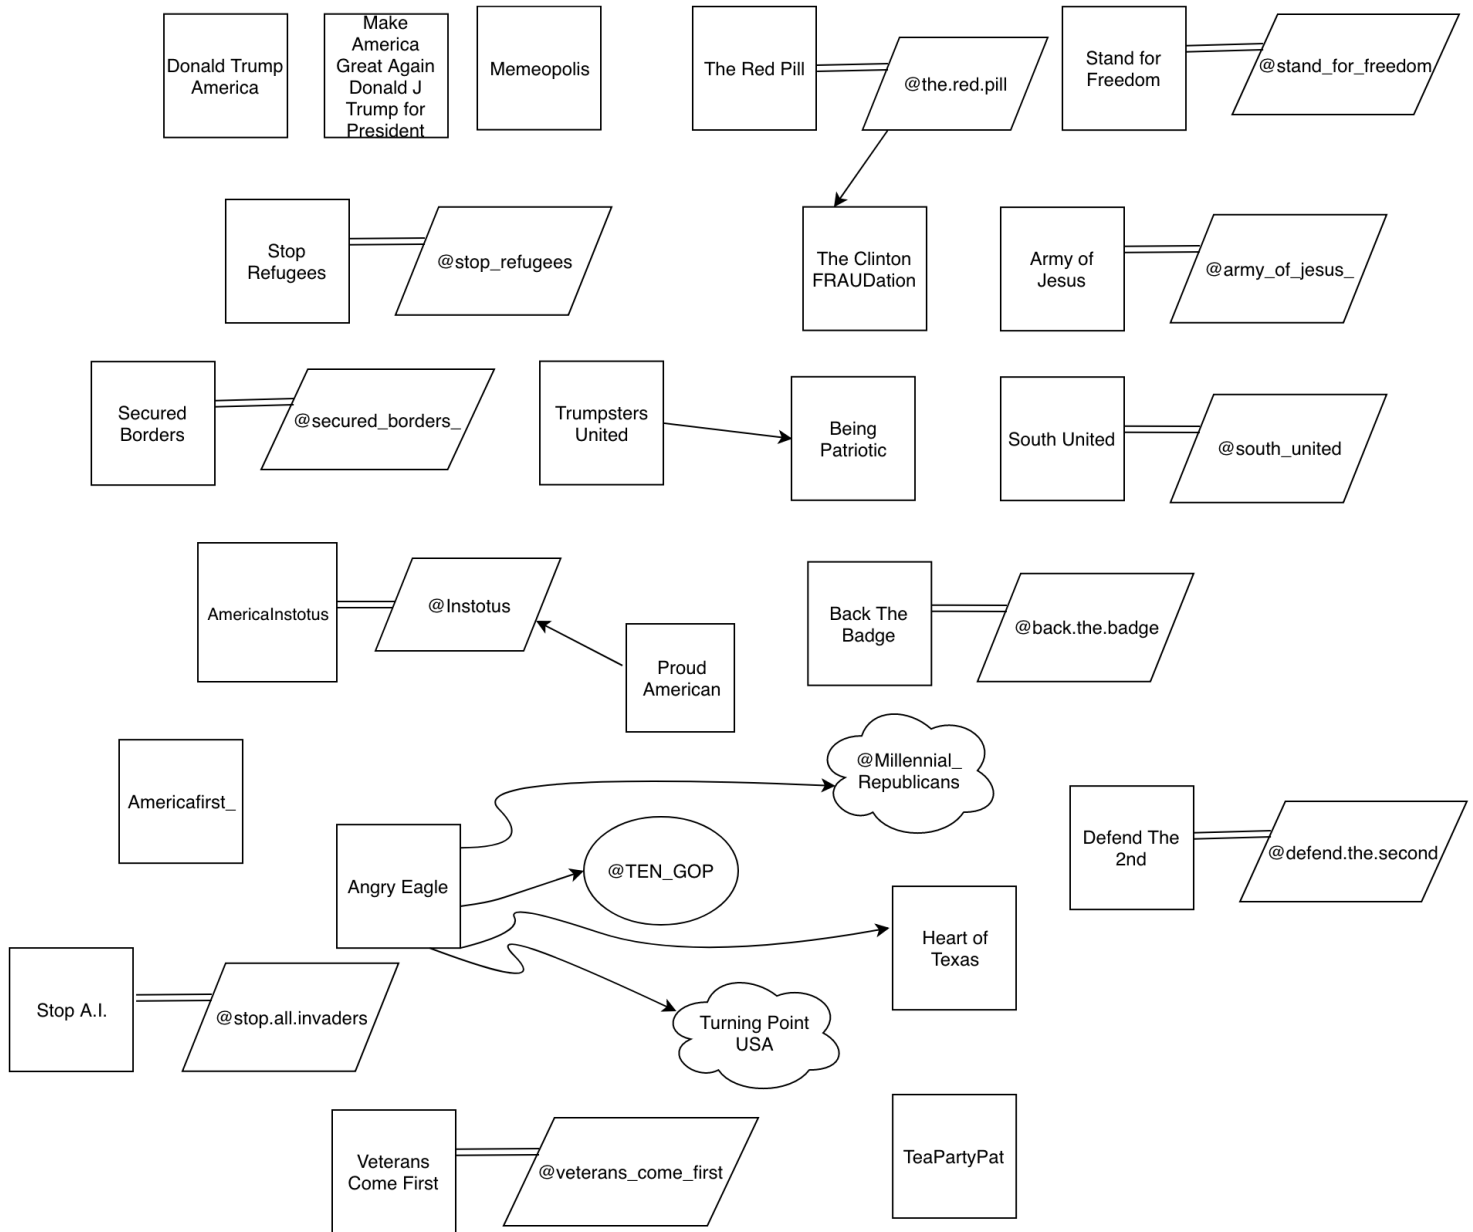 Donald Trump
America
Make
America
Great Again
Donald J
Trump for
President
Memeopolis
The Red Pill
@the.red.pill
Stand for
Freedom
@stand_for_freedom
Stop
Refugees
@stop_refugees
The Clinton
FRAUDation
Army of
Jesus
@army_of_jesus_
Secured
Borders
@secured_borders_
Trumpsters
United
Being
Patriotic
South United
@south_united
AmericaInstotus
@Instotus
Proud
American
Back The
Badge
@back.the.badge
Americafirst_
@Millennial_
Republicans
Angry Eagle
@TEN_GOP
Defend The
2nd
@defend.the.second
Heart of
Texas
Stop A.I.
@stop.all.invaders
Turning Point
USA
Veterans
Come First
@veterans_come_first
TeaPartyPat